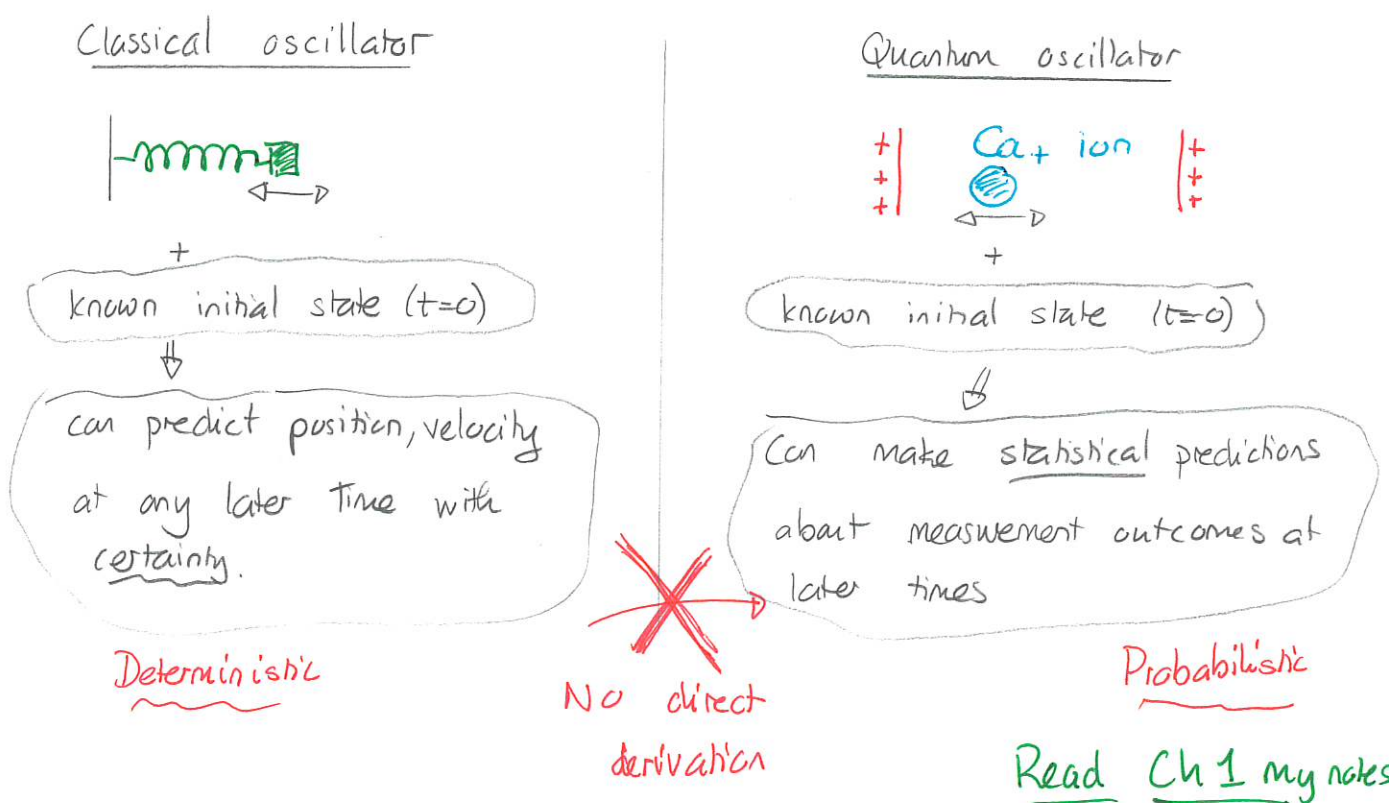 Classical oscillator
+
known initial state (t=0)
can predict position, velocity
at any later time with
certainty.
Deterministic
No direct
derivation
Quantum oscillator
+
+
+
Ca+ ion
+
+
+
+
known initial state (t=0)
Can make statistical predictions
about measurement outcomes at
later times
Probabilistic
Read Ch 1 my notes